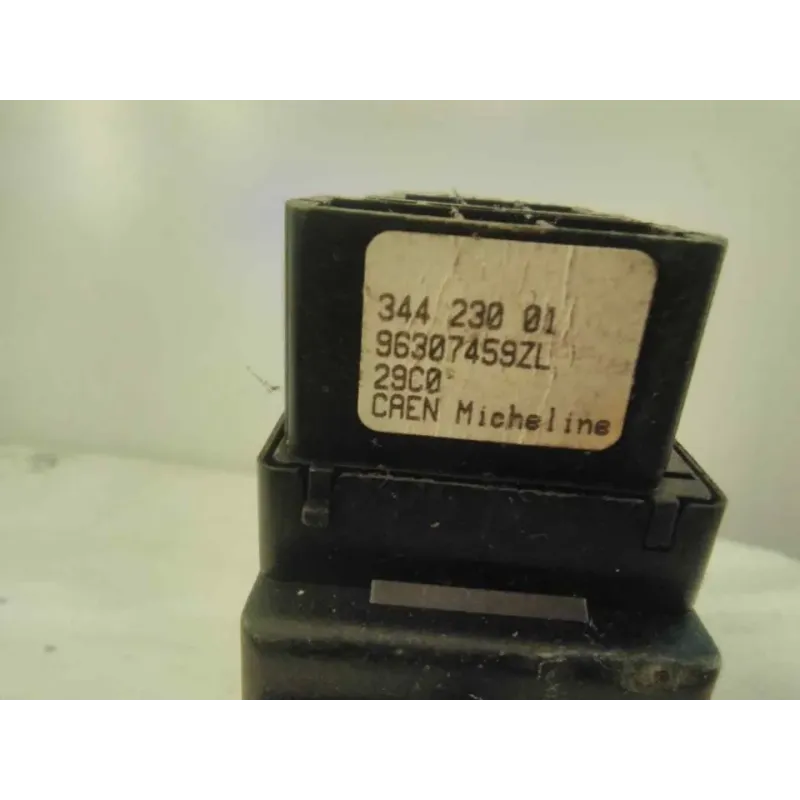 344 230 01
96307459ZL
29C0
CAEN Micheline